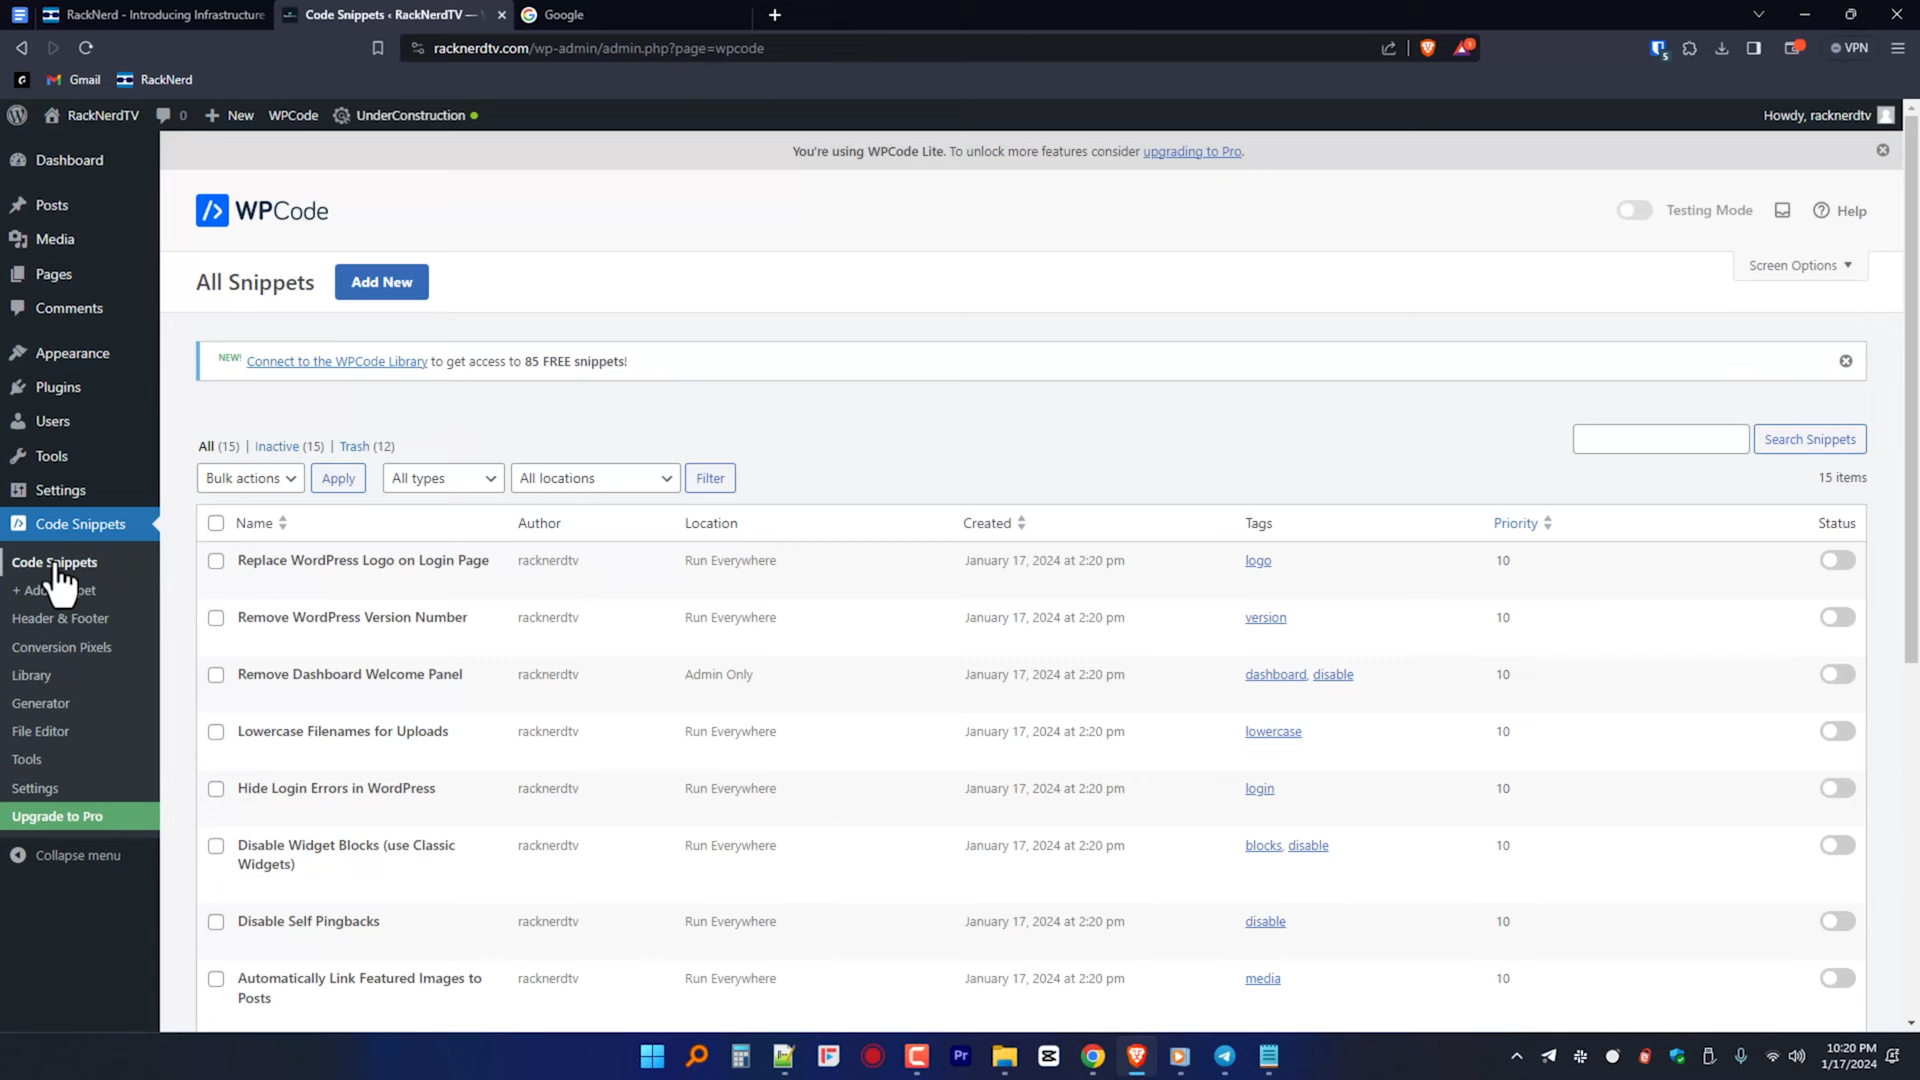 RackNerd - Introducing Infrastructure
Code Snippets ‹ RackNerdTV —
Google
racknerdtv.com/wp-admin/admin.php?page=wpcode
VPN
Gmail
RackNerd
RackNerdTV
0
New
WPCode
UnderConstruction
Howdy, racknerdtv
Dashboard
Posts
Media
Pages
Comments
Appearance
Plugins
Users
Tools
Settings
Code Snippets
Code Snippets
Header & Footer
Conversion Pixels
Library
Generator
File Editor
Tools
Settings
Upgrade to Pro
Collapse menu
You're using WPCode Lite. To unlock more features consider upgrading to Pro.
WPCode
Testing Mode
Help
All Snippets
Add New
Screen Options
NEW! Connect to the WPCode Library to get access to 85 FREE snippets!
All (15) | Inactive (15) | Trash (12)
Search Snippets
Bulk actions
Apply
All types
All locations
Filter
15 items
Name Author Location Created Tags Priority Status
Replace WordPress Logo on Login Page racknerdtv Run Everywhere January 17, 2024 at 2:20 pm logo 10
Remove WordPress Version Number racknerdtv Run Everywhere January 17, 2024 at 2:20 pm version 10
Remove Dashboard Welcome Panel racknerdtv Admin Only January 17, 2024 at 2:20 pm dashboard, disable 10
Lowercase Filenames for Uploads racknerdtv Run Everywhere January 17, 2024 at 2:20 pm lowercase 10
Hide Login Errors in WordPress racknerdtv Run Everywhere January 17, 2024 at 2:20 pm login 10
Disable Widget Blocks (use Classic racknerdtv Run Everywhere January 17, 2024 at 2:20 pm blocks, disable 10
Widgets)
Disable Self Pingbacks racknerdtv Run Everywhere January 17, 2024 at 2:20 pm disable 10
Automatically Link Featured Images to racknerdtv Run Everywhere January 17, 2024 at 2:20 pm media 10
Posts
Pr
10:20 PM
1/17/2024